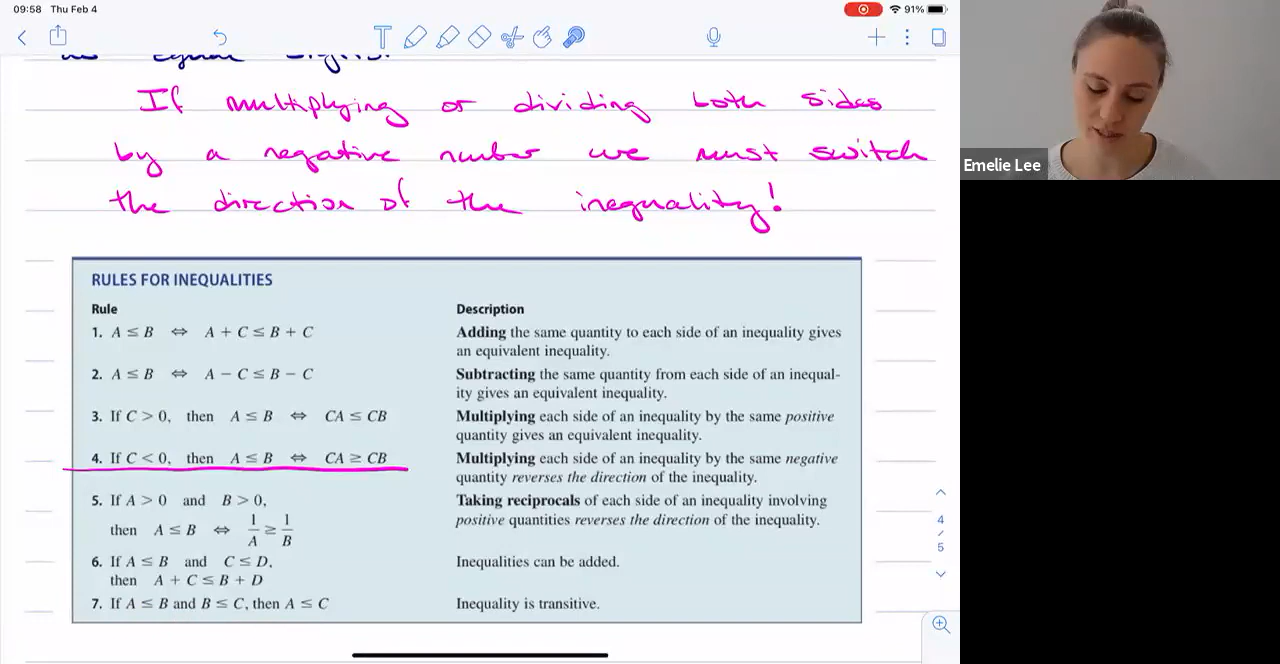 09:58 Thu Feb 4
91%
If multiplying or dividing both sides
by a negative number we must switch
the direction of the inequality!
Emelie Lee
RULES FOR INEQUALITIES
Rule Description
1. A ≤ B ⇔ A + C ≤ B + C Adding the same quantity to each side of an inequality gives
an equivalent inequality.
2. A ≤ B ⇔ A − C ≤ B − C Subtracting the same quantity from each side of an inequal-
ity gives an equivalent inequality.
3. If C > 0, then A ≤ B ⇔ CA ≤ CB Multiplying each side of an inequality by the same positive
quantity gives an equivalent inequality.
4. If C < 0, then A ≤ B ⇔ CA ≥ CB Multiplying each side of an inequality by the same negative
quantity reverses the direction of the inequality.
5. If A > 0 and B > 0, Taking reciprocals of each side of an inequality involving
then A ≤ B ⇔ 1/A ≥ 1/B positive quantities reverses the direction of the inequality.
6. If A ≤ B and C ≤ D, Inequalities can be added.
then A + C ≤ B + D
7. If A ≤ B and B ≤ C, then A ≤ C Inequality is transitive.
4
/
5